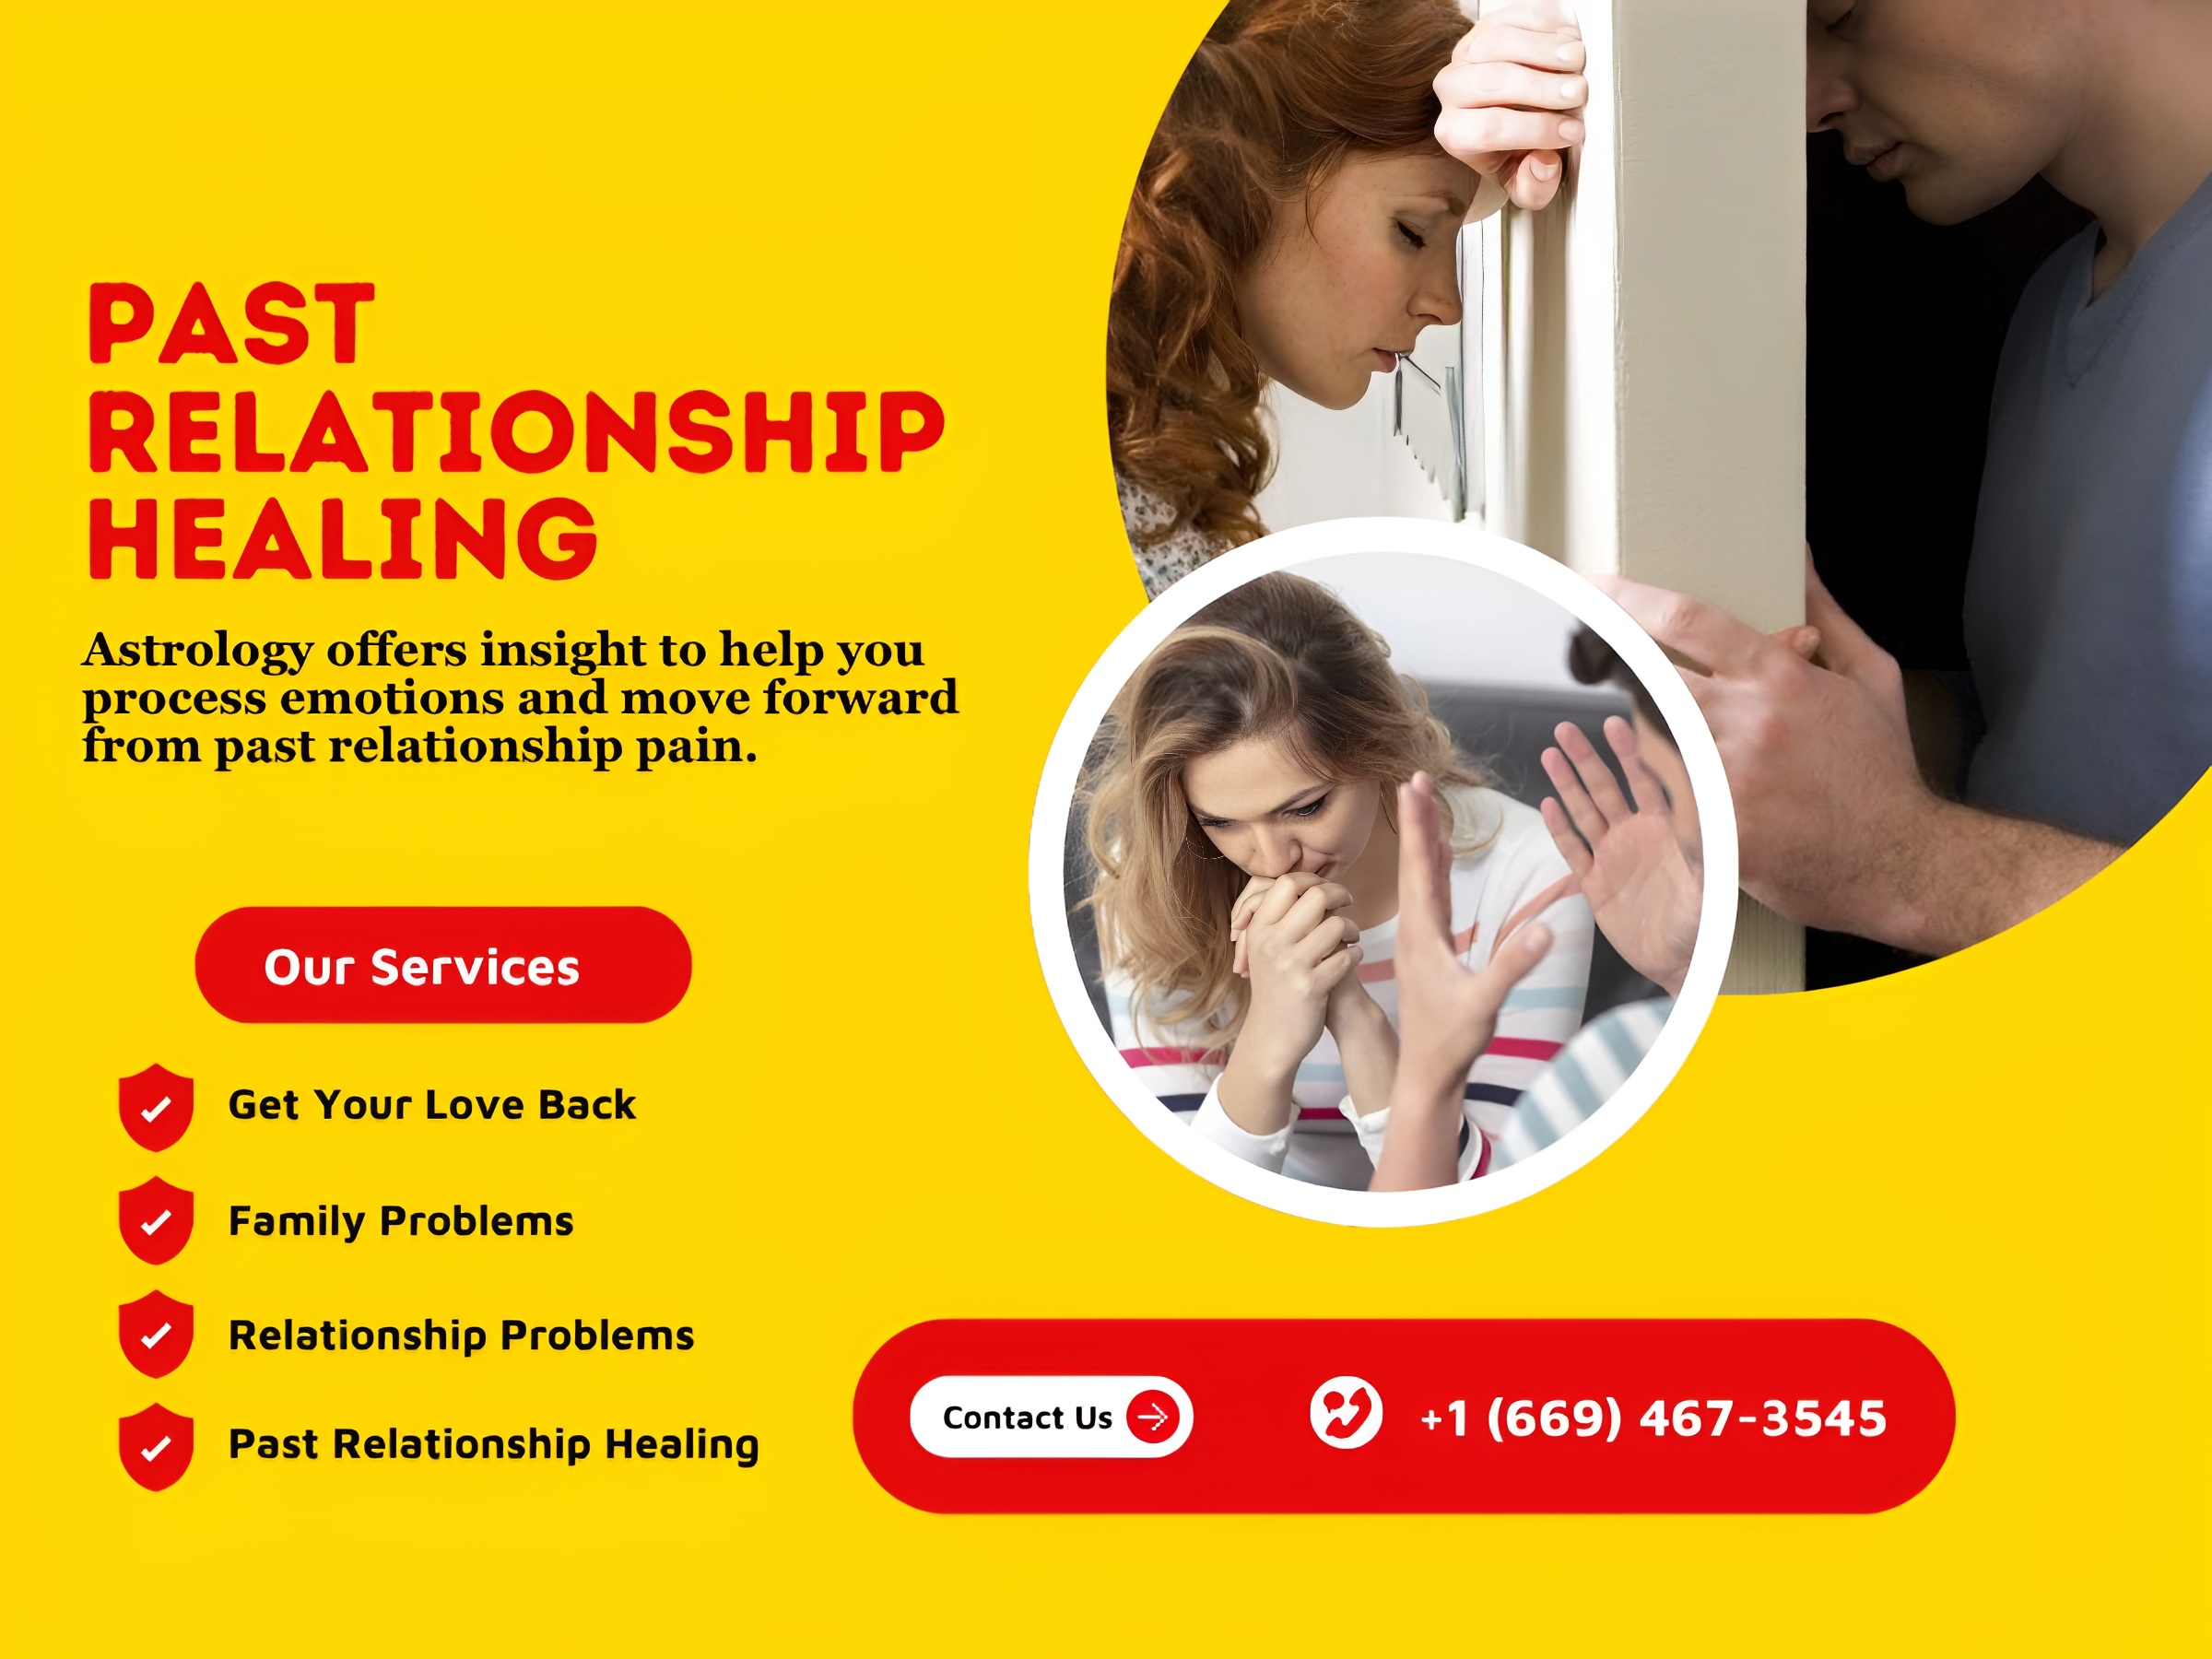 PAST
RELATIONSHIP
HEALING
Astrology offers insight to help you
process emotions and move forward
from past relationship pain.
Our Services
Get Your Love Back
Family Problems
Relationship Problems
Past Relationship Healing
Contact Us
+1 (669) 467-3545